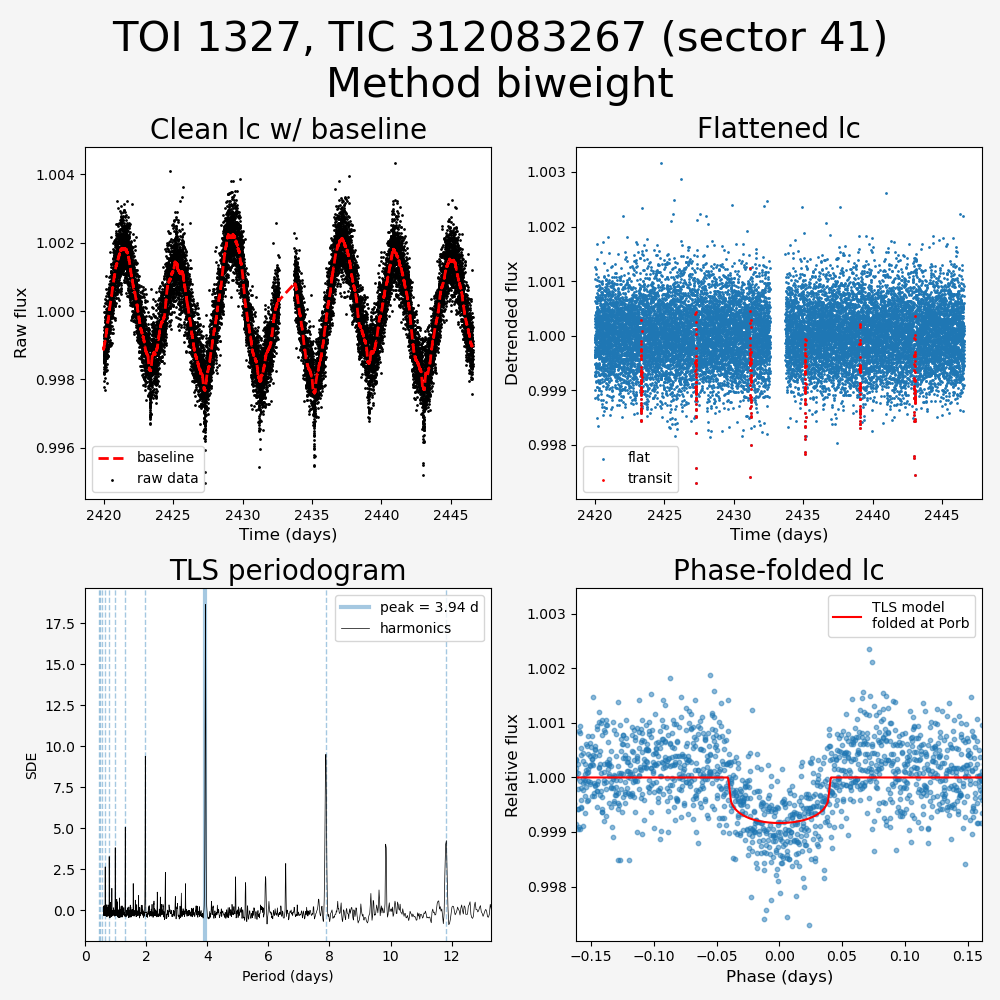 TOI 1327, TIC 312083267 (sector 41)
Method biweight
Clean lc w/ baseline
Raw flux
1.004
1.002
1.000
0.998
0.996
baseline
raw data
2420
2425
2430
2435
2440
2445
Time (days)
Flattened lc
Detrended flux
1.003
1.002
1.001
1.000
0.999
0.998
flat
transit
2420
2425
2430
2435
2440
2445
Time (days)
TLS periodogram
SDE
17.5
15.0
12.5
10.0
7.5
5.0
2.5
0.0
peak = 3.94 d
harmonics
0
2
4
6
8
10
12
Period (days)
Phase-folded lc
Relative flux
1.003
1.002
1.001
1.000
0.999
0.998
TLS model
folded at Porb
−0.15
−0.10
−0.05
0.00
0.05
0.10
0.15
Phase (days)